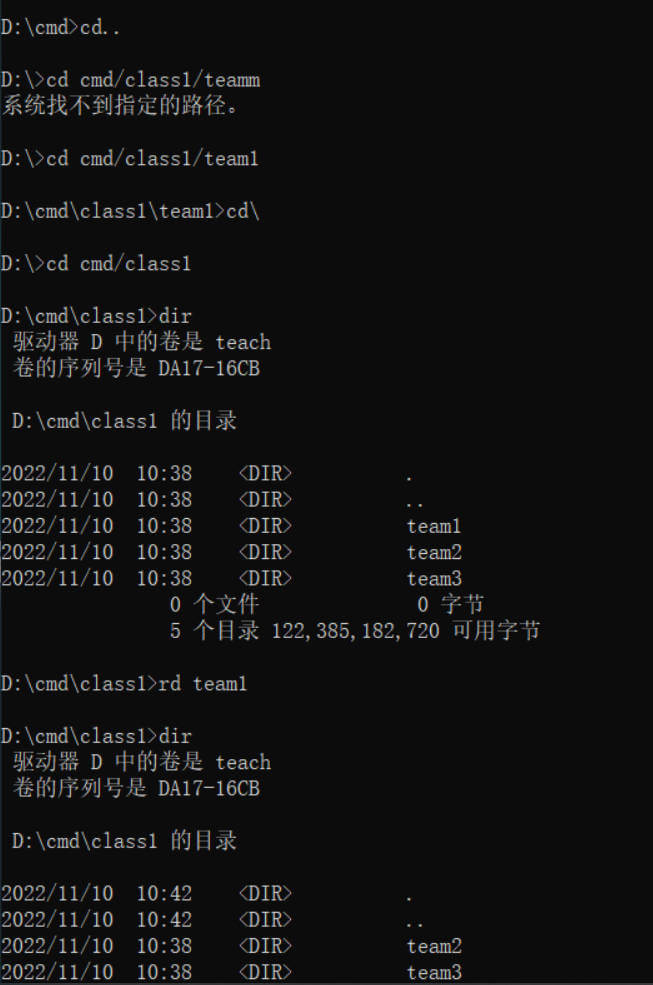 D:\cmd>cd..
D:\>cd cmd/class1/teamm
系统找不到指定的路径。
D:\>cd cmd/class1/team1
D:\cmd\class1\team1>cd\
D:\>cd cmd/class1
D:\cmd\class1>dir
驱动器 D 中的卷是 teach
卷的序列号是 DA17-16CB
D:\cmd\class1 的目录
2022/11/10  10:38    <DIR>          .
2022/11/10  10:38    <DIR>          ..
2022/11/10  10:38    <DIR>          team1
2022/11/10  10:38    <DIR>          team2
2022/11/10  10:38    <DIR>          team3
0 个文件              0 字节
5 个目录 122,385,182,720 可用字节
D:\cmd\class1>rd team1
D:\cmd\class1>dir
驱动器 D 中的卷是 teach
卷的序列号是 DA17-16CB
D:\cmd\class1 的目录
2022/11/10  10:42    <DIR>          .
2022/11/10  10:42    <DIR>          ..
2022/11/10  10:38    <DIR>          team2
2022/11/10  10:38    <DIR>          team3